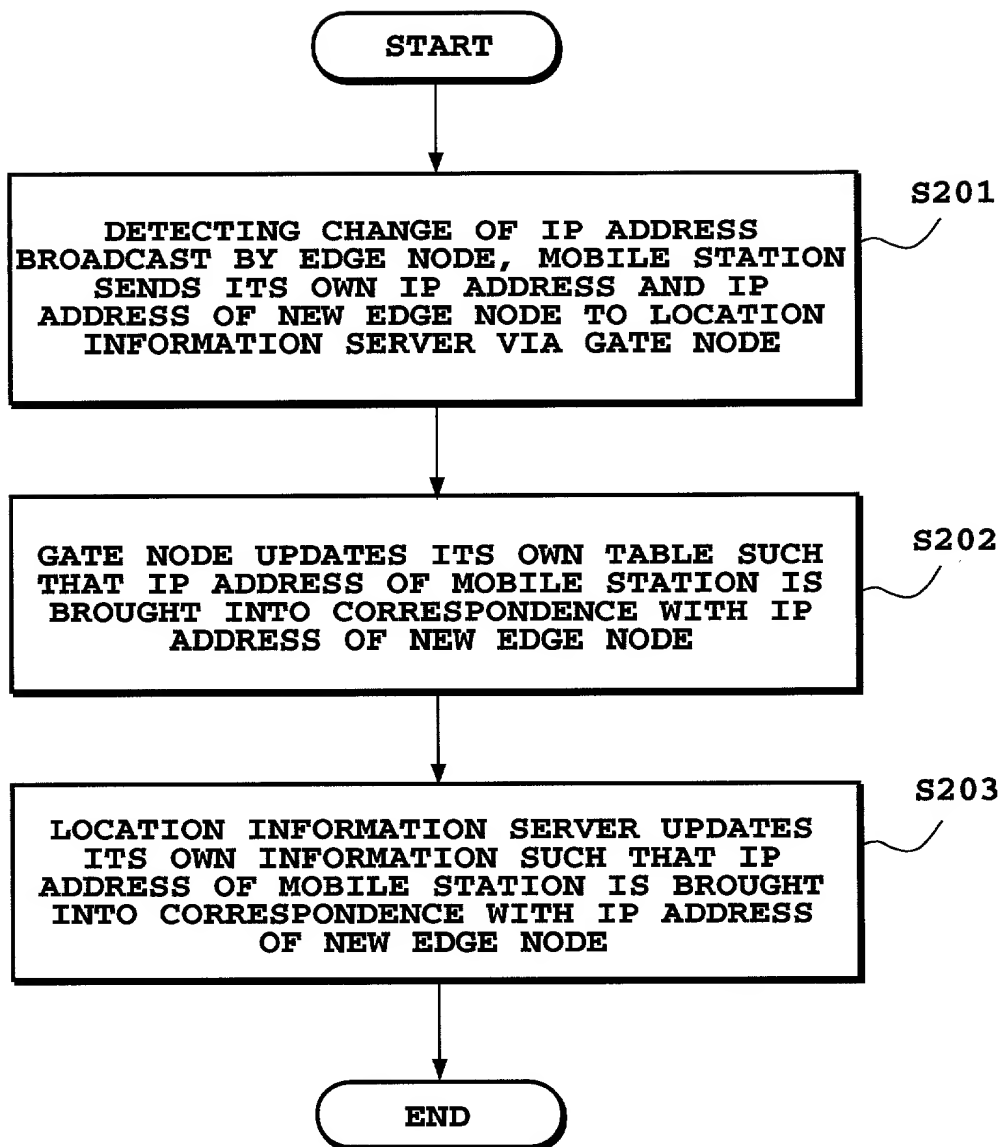 START
S201
DETECTING CHANGE OF IP ADDRESS
BROADCAST BY EDGE NODE, MOBILE STATION
SENDS ITS OWN IP ADDRESS AND IP
ADDRESS OF NEW EDGE NODE TO LOCATION
INFORMATION SERVER VIA GATE NODE
S202
GATE NODE UPDATES ITS OWN TABLE SUCH
THAT IP ADDRESS OF MOBILE STATION IS
BROUGHT INTO CORRESPONDENCE WITH IP
ADDRESS OF NEW EDGE NODE
S203
LOCATION INFORMATION SERVER UPDATES
ITS OWN INFORMATION SUCH THAT IP
ADDRESS OF MOBILE STATION IS BROUGHT
INTO CORRESPONDENCE WITH IP ADDRESS
OF NEW EDGE NODE
END